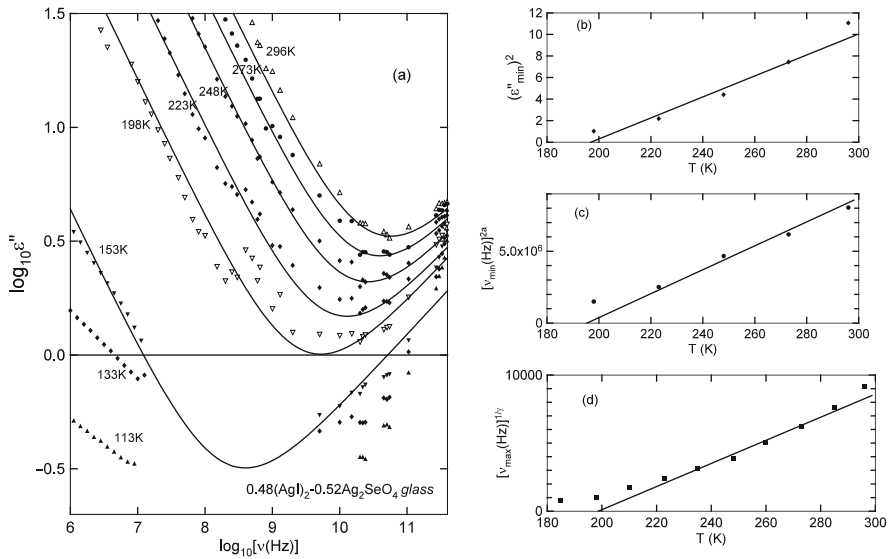 (a)
296K
273K
248K
223K
198K
153K
133K
113K
0.48(AgI)₂-0.52Ag₂SeO₄ glass
log₁₀ε"
1.5
1.0
0.5
0.0
−0.5
6 7 8 9 10 11
log₁₀[ν(Hz)]
(b)
(ε"min)²
12
10
8
6
4
2
0
180 200 220 240 260 280 300
T (K)
(c)
[νmin(Hz)]²ᵃ
5.0x10⁶
0
180 200 220 240 260 280 300
T (K)
(d)
[νmax(Hz)]¹/ᵞ
10000
0
180 200 220 240 260 280 300
T (K)